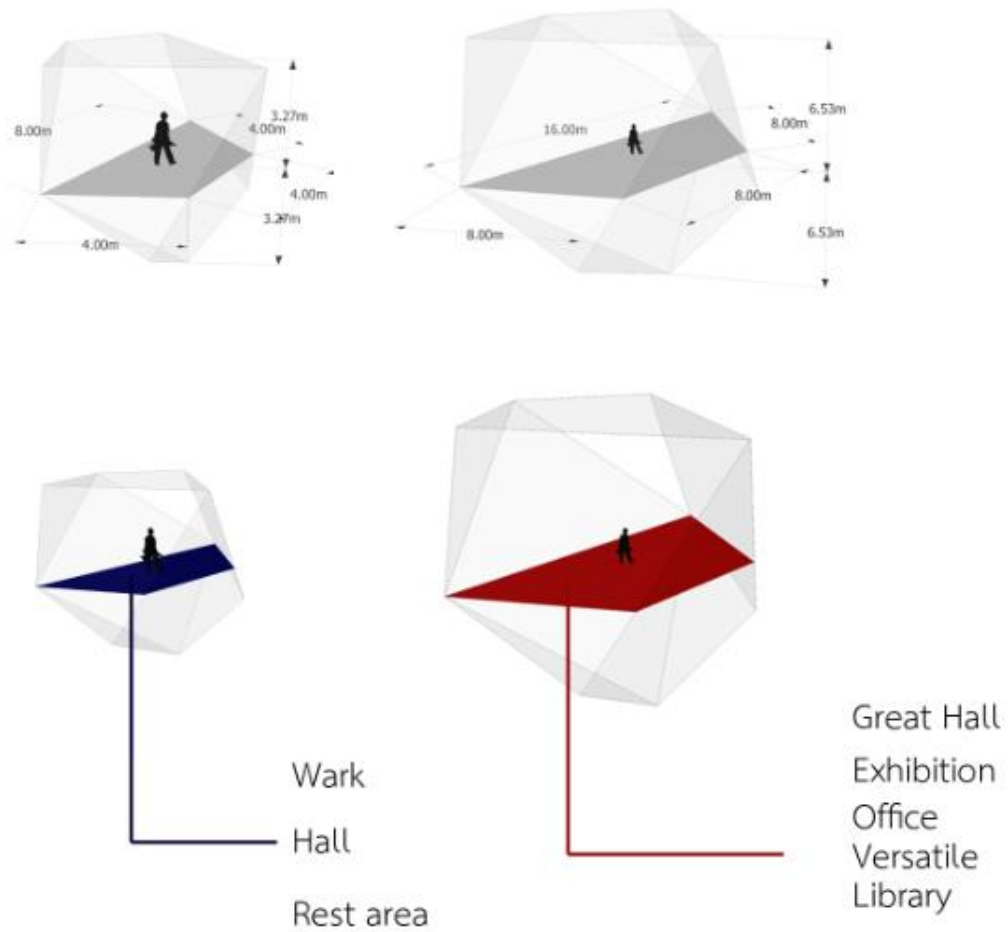 3.27m
4.00m
8.00m
4.00m
3.27m
4.00m
6.53m
8.00m
16.00m
8.00m
6.53m
8.00m
Wark
Hall
Rest area
Great Hall
Exhibition
Office
Versatile
Library